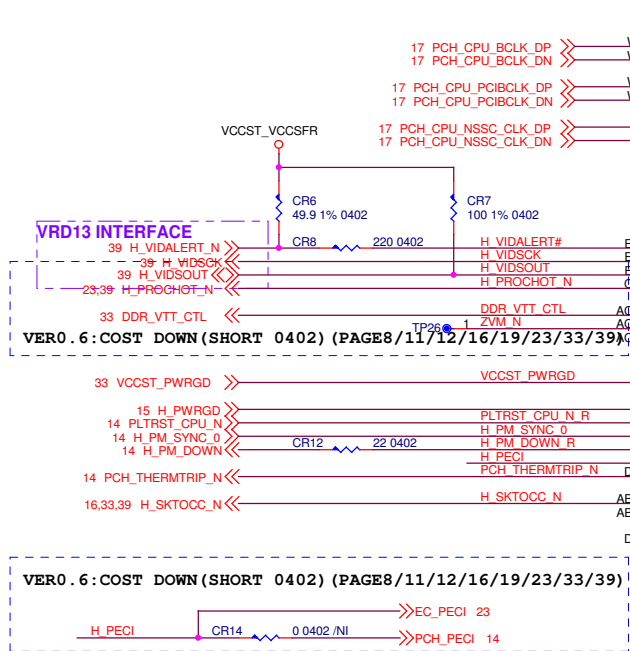 17 PCH_CPU_BCLK_DP
17 PCH_CPU_BCLK_DN
17 PCH_CPU_PCIBCLK_DP
17 PCH_CPU_PCIBCLK_DN
VCCST_VCCSFR
17 PCH_CPU_NSSC_CLK_DP
17 PCH_CPU_NSSC_CLK_DN
CR6
49.9 1% 0402
CR7
100 1% 0402
VRD13 INTERFACE
39 H_VIDALERT_N
CR8
220 0402
H_VIDALERT#
39 H_VIDSCK
H_VIDSCK
39 H_VIDSOUT
H_VIDSOUT
23,39 H_PROCHOT_N
H_PROCHOT_N
33 DDR_VTT_CTL
DDR_VTT_CTL
TP26
1
ZVM_N
VER0.6:COST DOWN(SHORT 0402)(PAGE8/11/12/16/19/23/33/39)
33 VCCST_PWRGD
VCCST_PWRGD
15 H_PWRGD
14 PLTRST_CPU_N
PLTRST_CPU_N_R
14 H_PM_SYNC_0
H_PM_SYNC_0
14 H_PM_DOWN
CR12
22 0402
H_PM_DOWN_R
H_PECI
14 PCH_THERMTRIP_N
PCH_THERMTRIP_N
16,33,39 H_SKTOCC_N
H_SKTOCC_N
VER0.6:COST DOWN(SHORT 0402)(PAGE8/11/12/16/19/23/33/39)
EC_PECI 23
H_PECI
CR14
0 0402 /NI
PCH_PECI 14